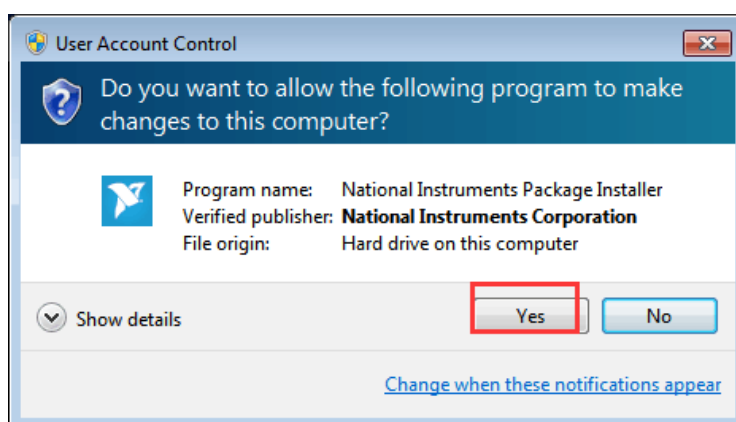 User Account Control
Do you want to allow the following program to make
changes to this computer?
Program name: National Instruments Package Installer
Verified publisher: National Instruments Corporation
File origin: Hard drive on this computer
Show details
Yes
No
Change when these notifications appear